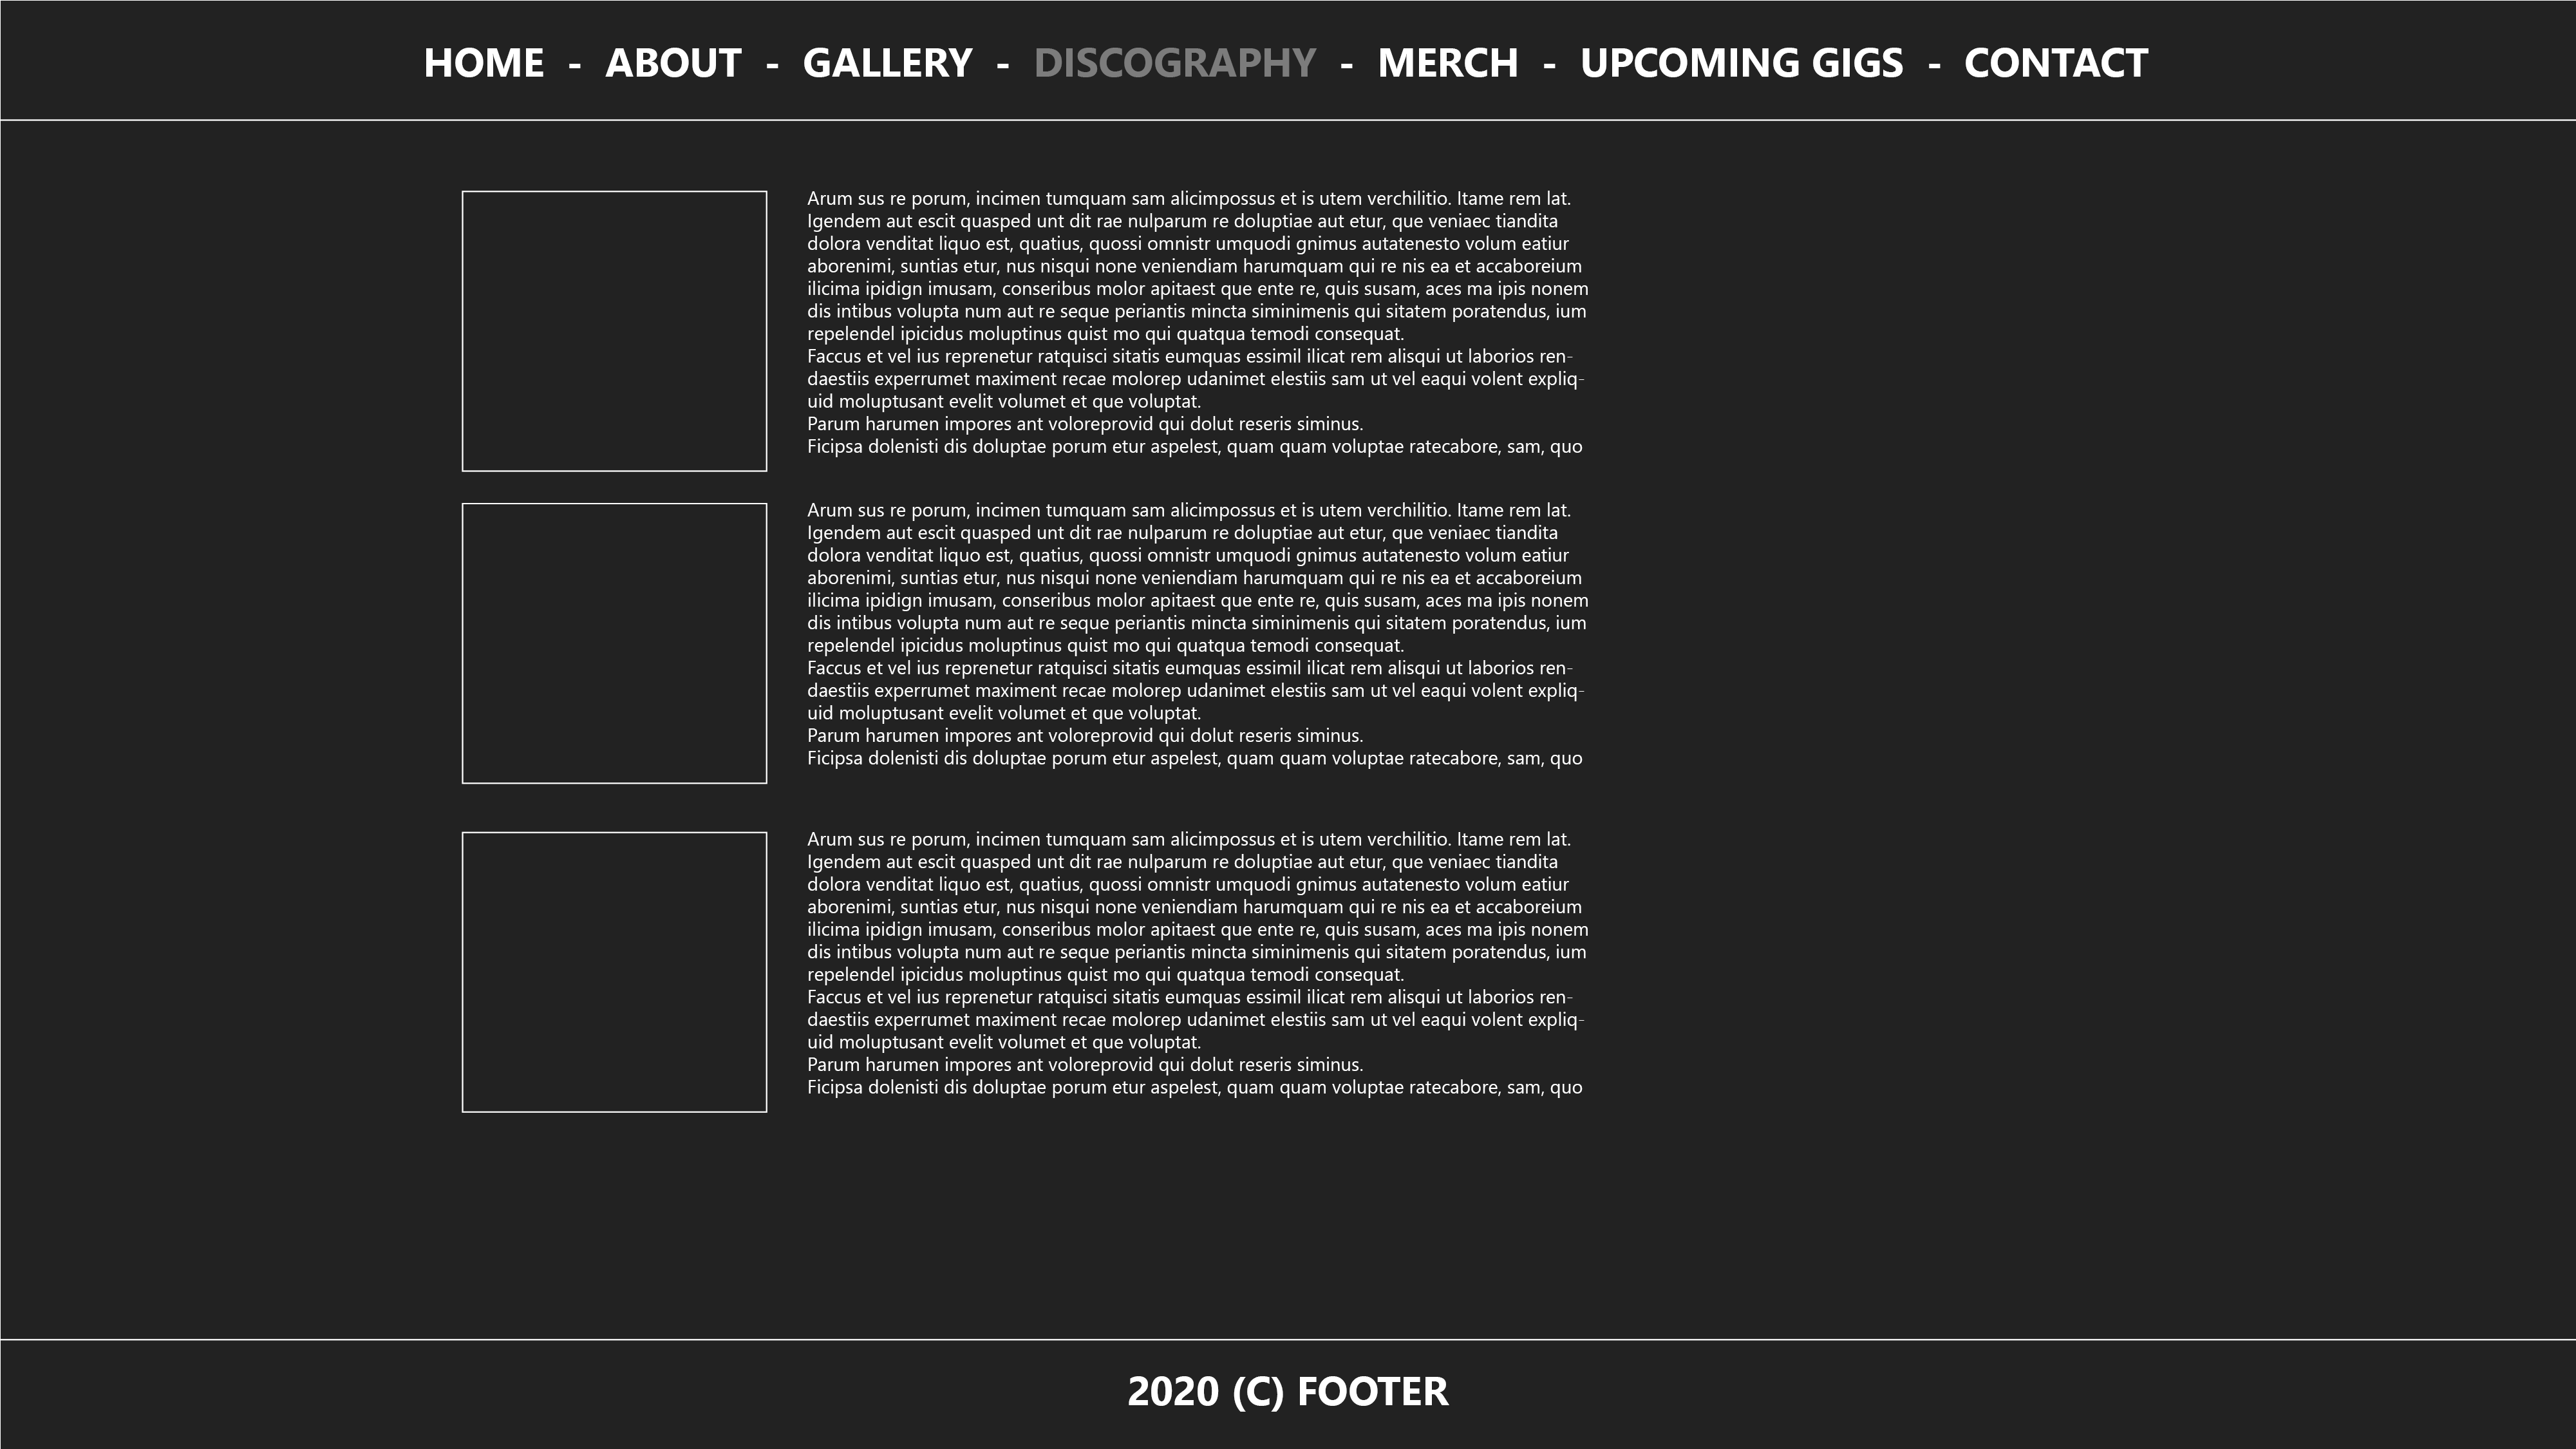 HOME - ABOUT - GALLERY - DISCOGRAPHY - MERCH - UPCOMING GIGS - CONTACT
Arum sus re porum, incimen tumquam sam alicimpossus et is utem verchilitio. Itame rem lat.
Igendem aut escit quasped unt dit rae nulparum re doluptiae aut etur, que veniaec tiandita
dolora venditat liquo est, quatius, quossi omnistr umquodi gnimus autatenesto volum eatiur
aborenimi, suntias etur, nus nisqui none veniendiam harumquam qui re nis ea et accaboreium
ilicima ipidign imusam, conseribus molor apitaest que ente re, quis susam, aces ma ipis nonem
dis intibus volupta num aut re seque periantis mincta siminimenis qui sitatem poratendus, ium
repelendel ipicidus moluptinus quist mo qui quatqua temodi consequat.
Faccus et vel ius reprenetur ratquisci sitatis eumquas essimil ilicat rem alisqui ut laborios ren-
daestiis experrumet maximent recae molorep udanimet elestiis sam ut vel eaqui volent expliq-
uid moluptusant evelit volumet et que voluptat.
Parum harumen impores ant voloreprovid qui dolut reseris siminus.
Ficipsa dolenisti dis doluptae porum etur aspelest, quam quam voluptae ratecabore, sam, quo
Arum sus re porum, incimen tumquam sam alicimpossus et is utem verchilitio. Itame rem lat.
Igendem aut escit quasped unt dit rae nulparum re doluptiae aut etur, que veniaec tiandita
dolora venditat liquo est, quatius, quossi omnistr umquodi gnimus autatenesto volum eatiur
aborenimi, suntias etur, nus nisqui none veniendiam harumquam qui re nis ea et accaboreium
ilicima ipidign imusam, conseribus molor apitaest que ente re, quis susam, aces ma ipis nonem
dis intibus volupta num aut re seque periantis mincta siminimenis qui sitatem poratendus, ium
repelendel ipicidus moluptinus quist mo qui quatqua temodi consequat.
Faccus et vel ius reprenetur ratquisci sitatis eumquas essimil ilicat rem alisqui ut laborios ren-
daestiis experrumet maximent recae molorep udanimet elestiis sam ut vel eaqui volent expliq-
uid moluptusant evelit volumet et que voluptat.
Parum harumen impores ant voloreprovid qui dolut reseris siminus.
Ficipsa dolenisti dis doluptae porum etur aspelest, quam quam voluptae ratecabore, sam, quo
Arum sus re porum, incimen tumquam sam alicimpossus et is utem verchilitio. Itame rem lat.
Igendem aut escit quasped unt dit rae nulparum re doluptiae aut etur, que veniaec tiandita
dolora venditat liquo est, quatius, quossi omnistr umquodi gnimus autatenesto volum eatiur
aborenimi, suntias etur, nus nisqui none veniendiam harumquam qui re nis ea et accaboreium
ilicima ipidign imusam, conseribus molor apitaest que ente re, quis susam, aces ma ipis nonem
dis intibus volupta num aut re seque periantis mincta siminimenis qui sitatem poratendus, ium
repelendel ipicidus moluptinus quist mo qui quatqua temodi consequat.
Faccus et vel ius reprenetur ratquisci sitatis eumquas essimil ilicat rem alisqui ut laborios ren-
daestiis experrumet maximent recae molorep udanimet elestiis sam ut vel eaqui volent expliq-
uid moluptusant evelit volumet et que voluptat.
Parum harumen impores ant voloreprovid qui dolut reseris siminus.
Ficipsa dolenisti dis doluptae porum etur aspelest, quam quam voluptae ratecabore, sam, quo
2020 (C) FOOTER